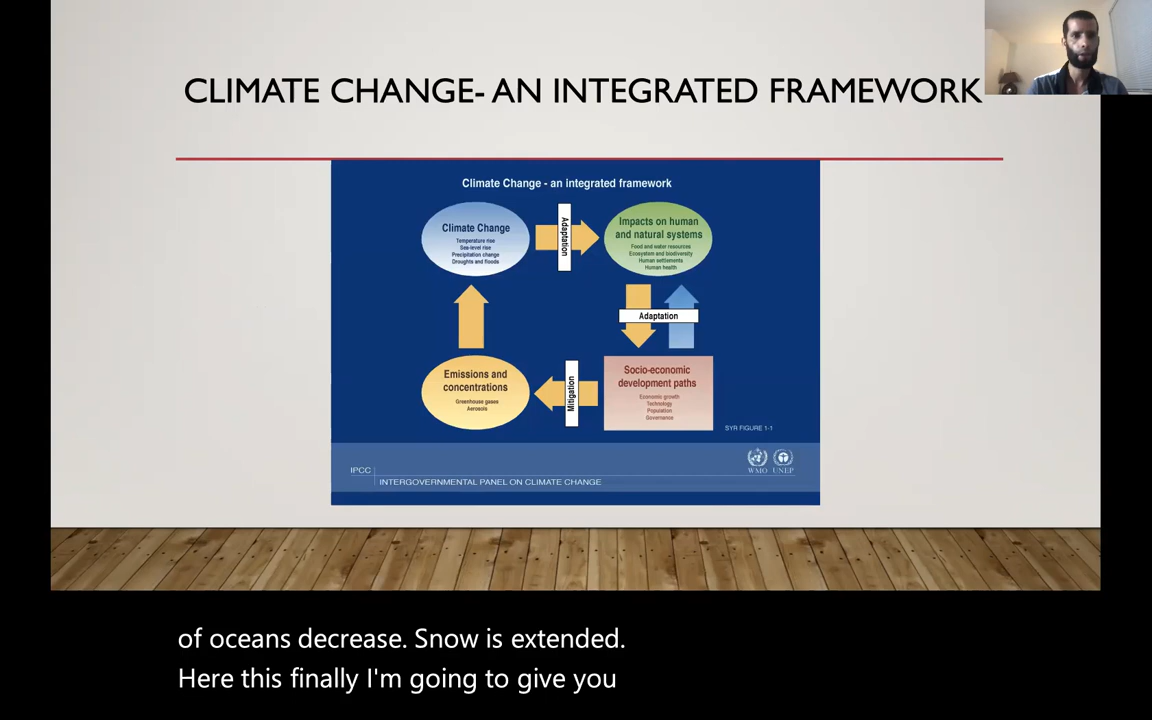 CLIMATE CHANGE- AN INTEGRATED FRAMEWORK
Climate Change - an integrated framework
Climate Change
Temperature rise
Sea-level rise
Precipitation change
Droughts and floods
Adaptation
Impacts on human
and natural systems
Food and water resources
Ecosystem and biodiversity
Human settlements
Human health
Adaptation
Emissions and
concentrations
Greenhouse gases
Aerosols
Mitigation
Socio-economic
development paths
Economic growth
Technology
Population
Governance
SYR FIGURE 1-1
IPCC
INTERGOVERNMENTAL PANEL ON CLIMATE CHANGE
WMO UNEP
of oceans decrease. Snow is extended.
Here this finally I'm going to give you